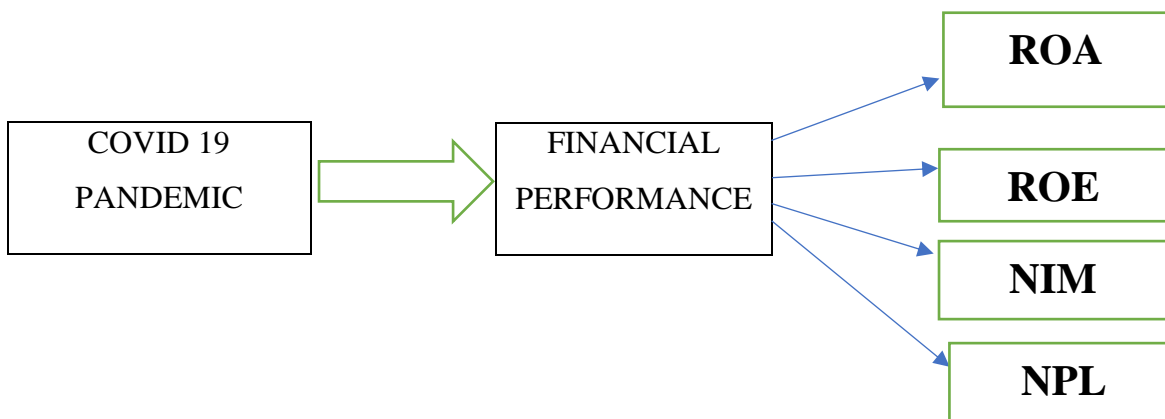 COVID 19
PANDEMIC
FINANCIAL
PERFORMANCE
ROA
ROE
NIM
NPL